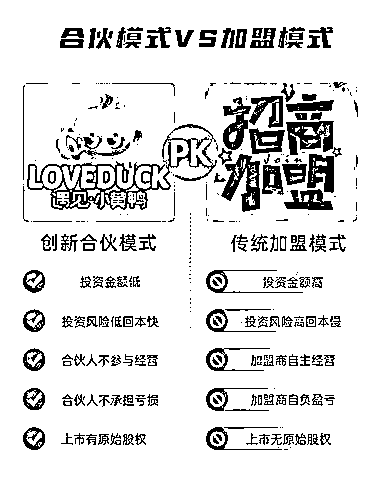 合伙模式VS加盟模式
LOVEDUCK
遇见·小黄鸭
PK
招商
加盟
创新合伙模式
传统加盟模式
投资金额低
投资金额高
投资风险低回本快
投资风险高回本慢
合伙人不参与经营
加盟商自主经营
合伙人不承担亏损
加盟商自负盈亏
上市有原始股权
上市无原始股权